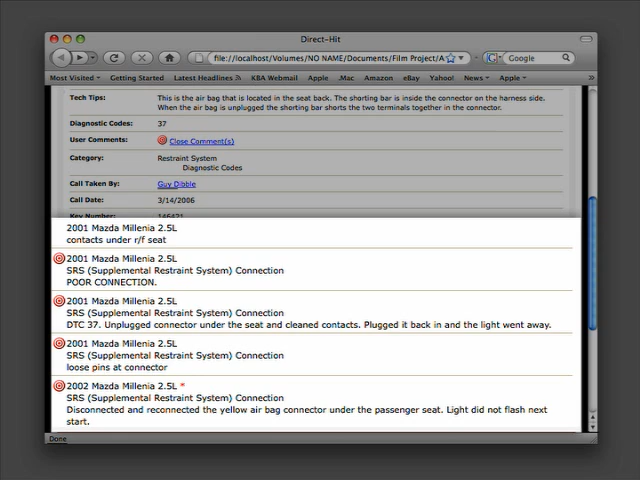 Direct-Hit
file://localhost/Volumes/NO NAME/Documents/Film Project/A
Google
Most Visited
Getting Started
Latest Headlines
KBA Webmail
Apple
.Mac
Amazon
eBay
Yahoo!
News
Apple
»
Tech Tips: This is the air bag that is located in the seat back. The shorting bar is inside the connector on the harness side.
When the air bag is unplugged the shorting bar shorts the two terminals together in the connector.
Diagnostic Codes: 37
User Comments: Close Comment(s)
Category: Restraint System
Diagnostic Codes
Call Taken By: Guy Dibble
Call Date: 3/14/2006
Key Number: 146421
2001 Mazda Millenia 2.5L
contacts under r/f seat
2001 Mazda Millenia 2.5L
SRS (Supplemental Restraint System) Connection
POOR CONNECTION.
2001 Mazda Millenia 2.5L
SRS (Supplemental Restraint System) Connection
DTC 37. Unplugged connector under the seat and cleaned contacts. Plugged it back in and the light went away.
2001 Mazda Millenia 2.5L
SRS (Supplemental Restraint System) Connection
loose pins at connector
2002 Mazda Millenia 2.5L *
SRS (Supplemental Restraint System) Connection
Disconnected and reconnected the yellow air bag connector under the passenger seat. Light did not flash next
start.
Done